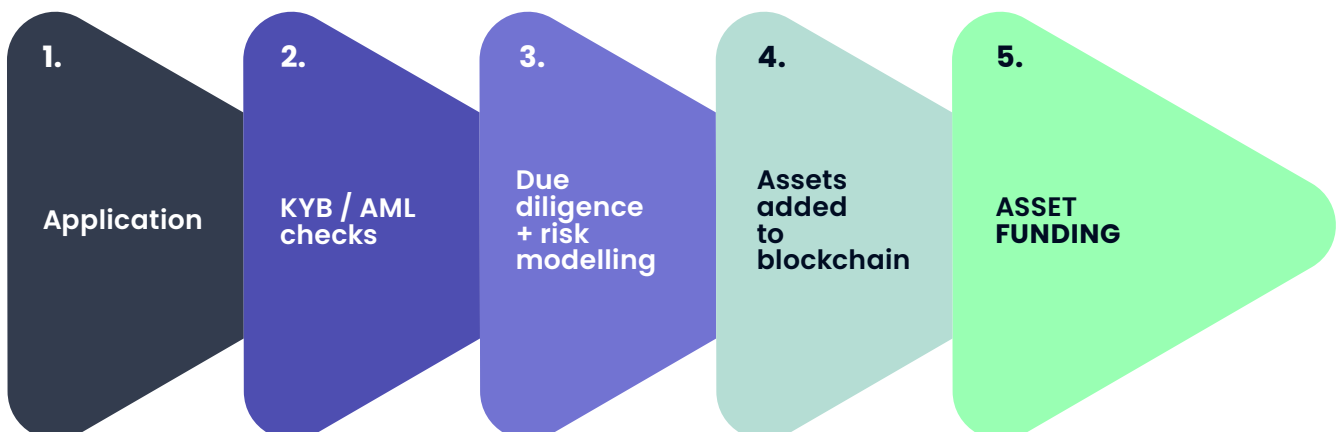 1.
Application
2.
KYB / AML
checks
3.
Due
diligence
+ risk
modelling
4.
Assets
added
to
blockchain
5.
ASSET
FUNDING